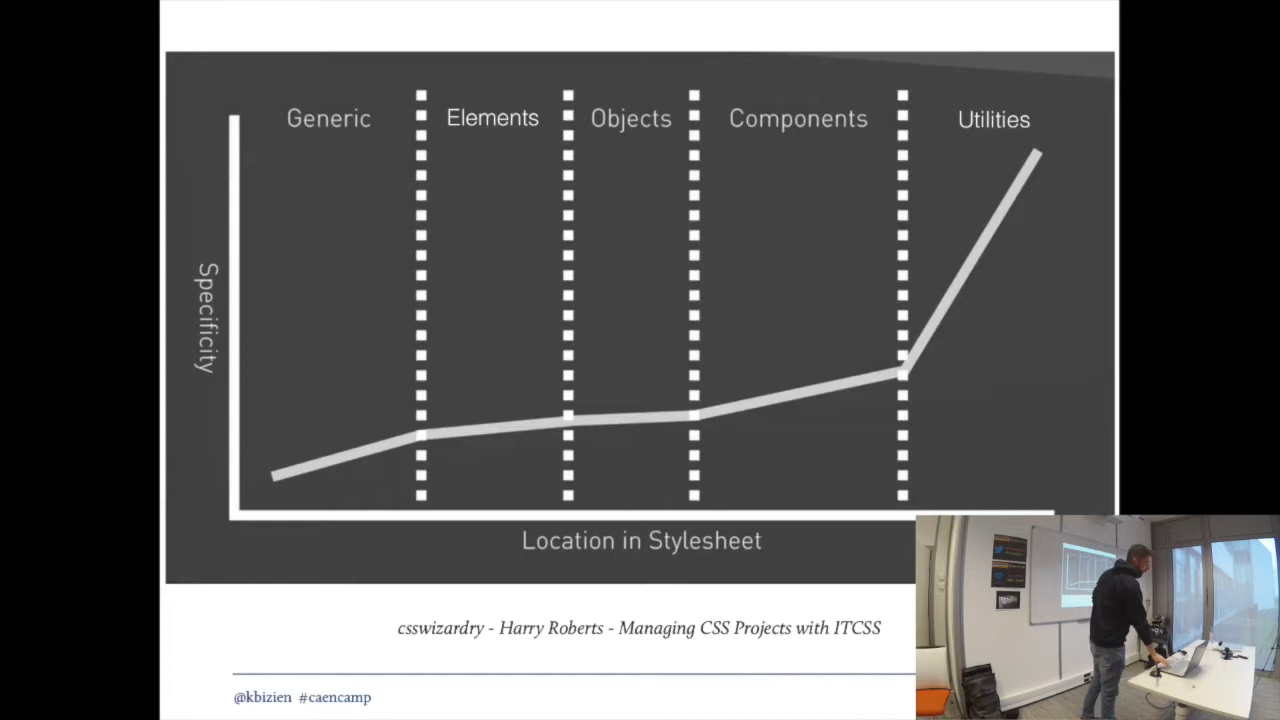 Generic
Elements
Objects
Components
Utilities
Specificity
Location in Stylesheet
csswizardry - Harry Roberts - Managing CSS Projects with ITCSS
@kbizien #caencamp